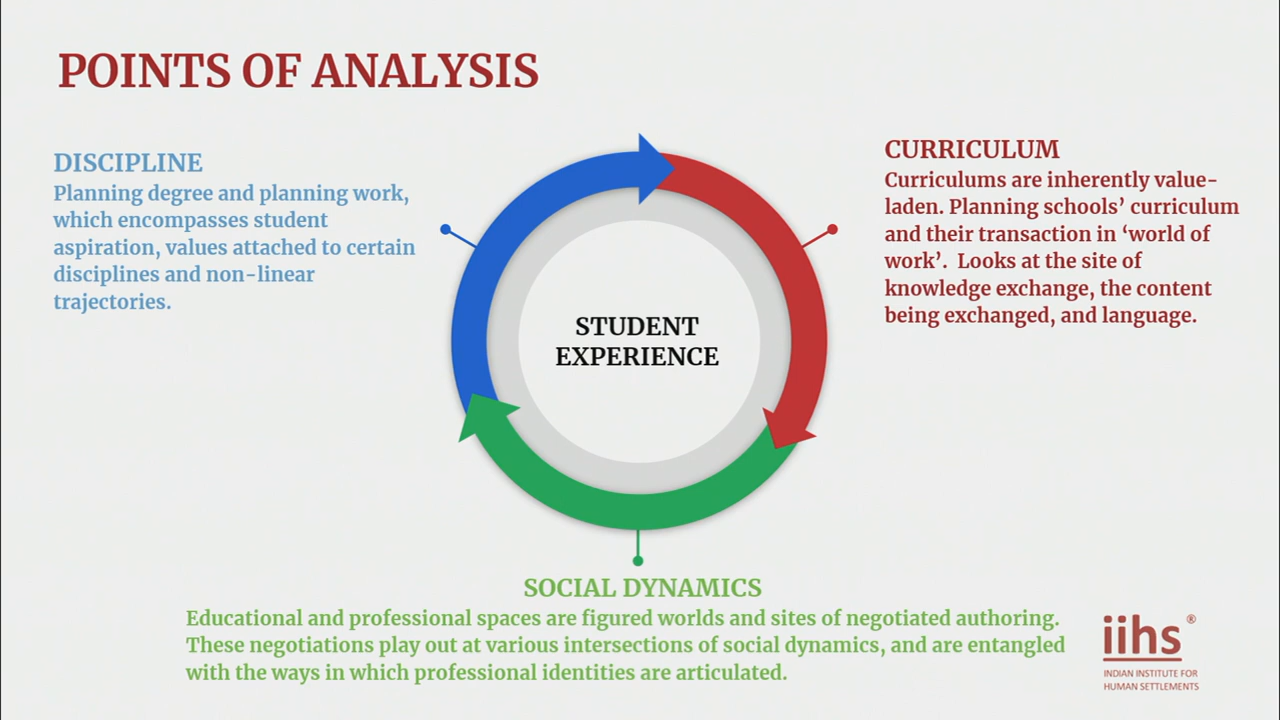 POINTS OF ANALYSIS
DISCIPLINE
Planning degree and planning work,
which encompasses student
aspiration, values attached to certain
disciplines and non-linear
trajectories.
CURRICULUM
Curriculums are inherently value-
laden. Planning schools’ curriculum
and their transaction in ‘world of
work’.  Looks at the site of
knowledge exchange, the content
being exchanged, and language.
STUDENT
EXPERIENCE
SOCIAL DYNAMICS
Educational and professional spaces are figured worlds and sites of negotiated authoring.
These negotiations play out at various intersections of social dynamics, and are entangled
with the ways in which professional identities are articulated.
iihs®
INDIAN INSTITUTE FOR
HUMAN SETTLEMENTS